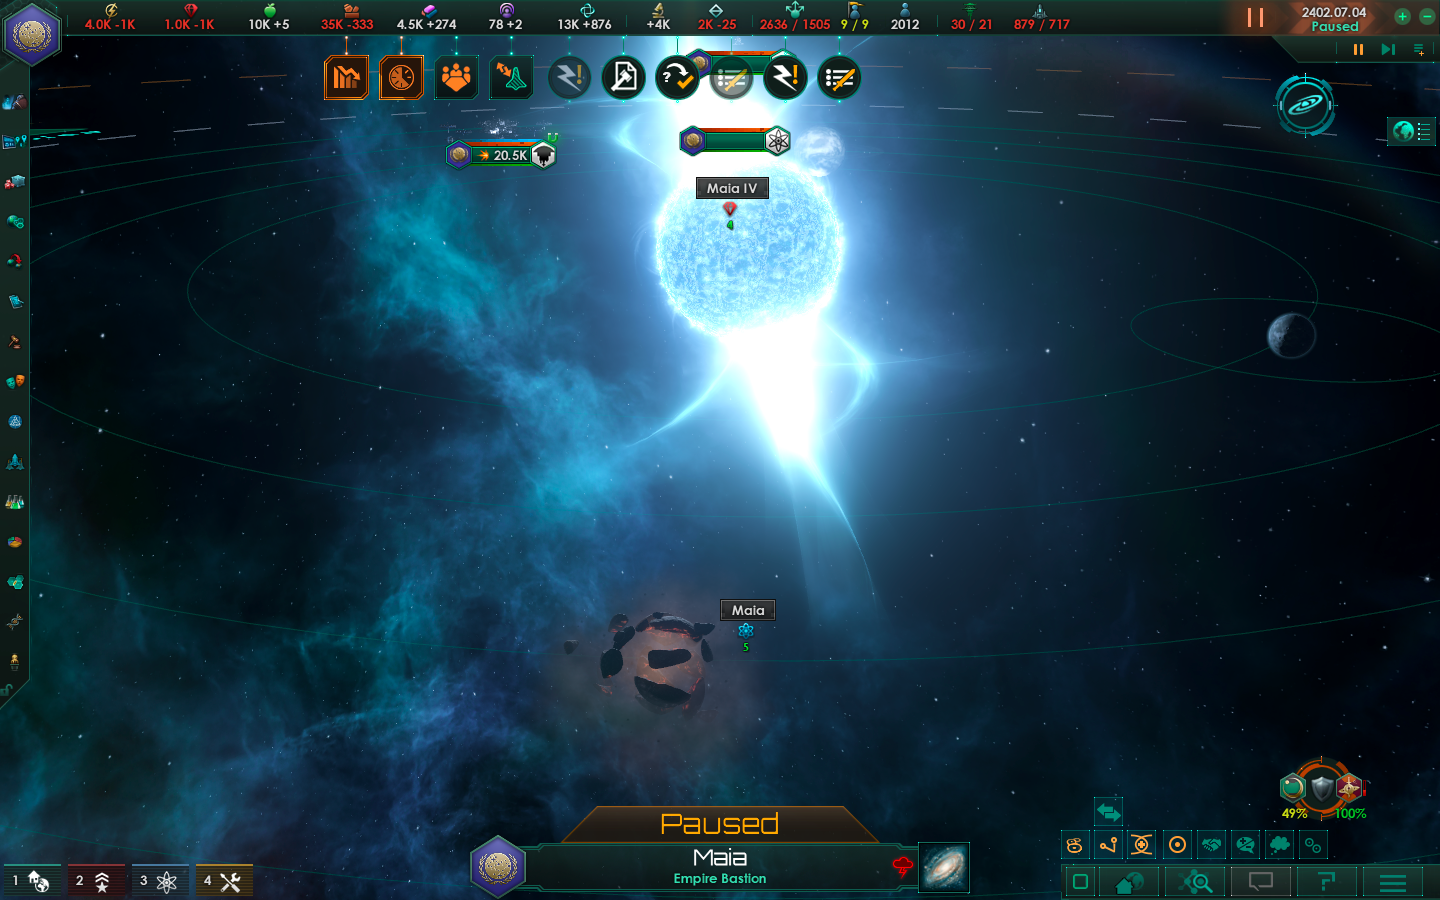 4.0K -1K
1.0K -1K
10K +5
35K -333
4.5K +274
78 +2
13K +876
+4K
2K -25
2636 / 1505
9 / 9
2012
30 / 21
879 / 717
2402.07.04
Paused
20.5K
Maia IV
4
Maia
5
49%
100%
Paused
Maia
Empire Bastion
1
2
3
4